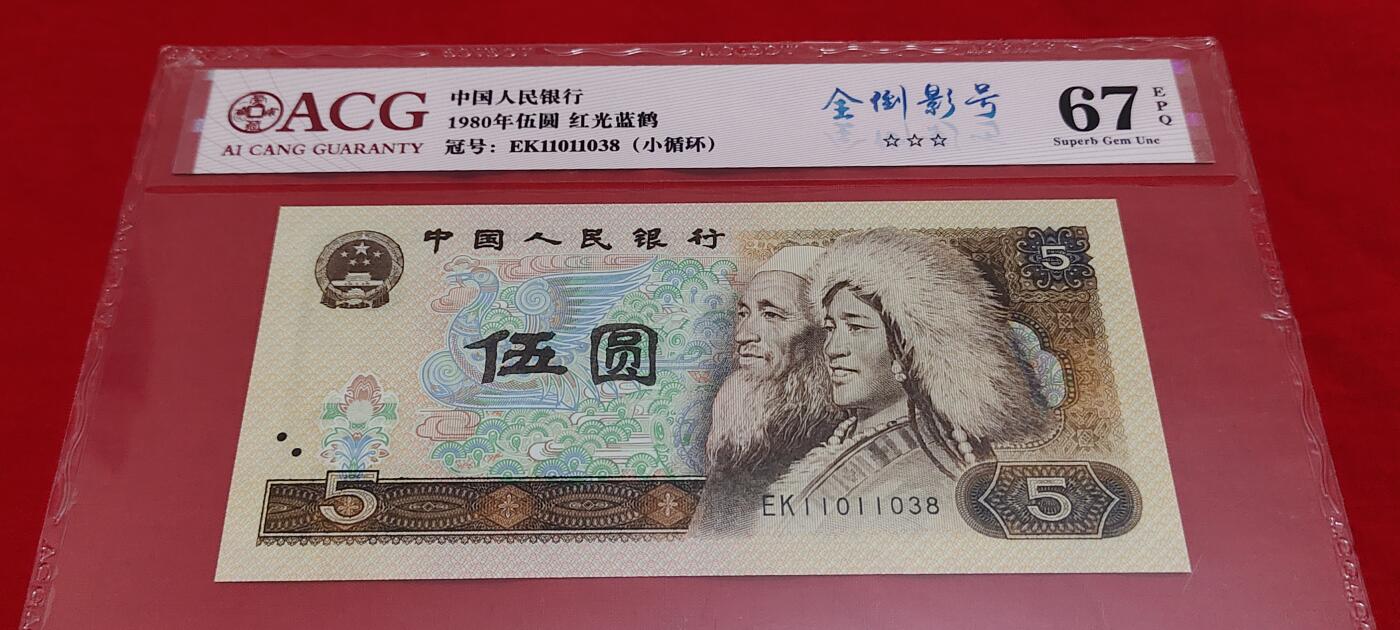 ACG
AI CANG GUARANTY
中国人民银行
1980年伍圆 红光蓝鹤
冠号：EK11011038（小循环）
全倒影号
☆☆☆
67
EPQ
Superb Gem Unc
中国人民银行
5
伍圆
5
EK11011038
5